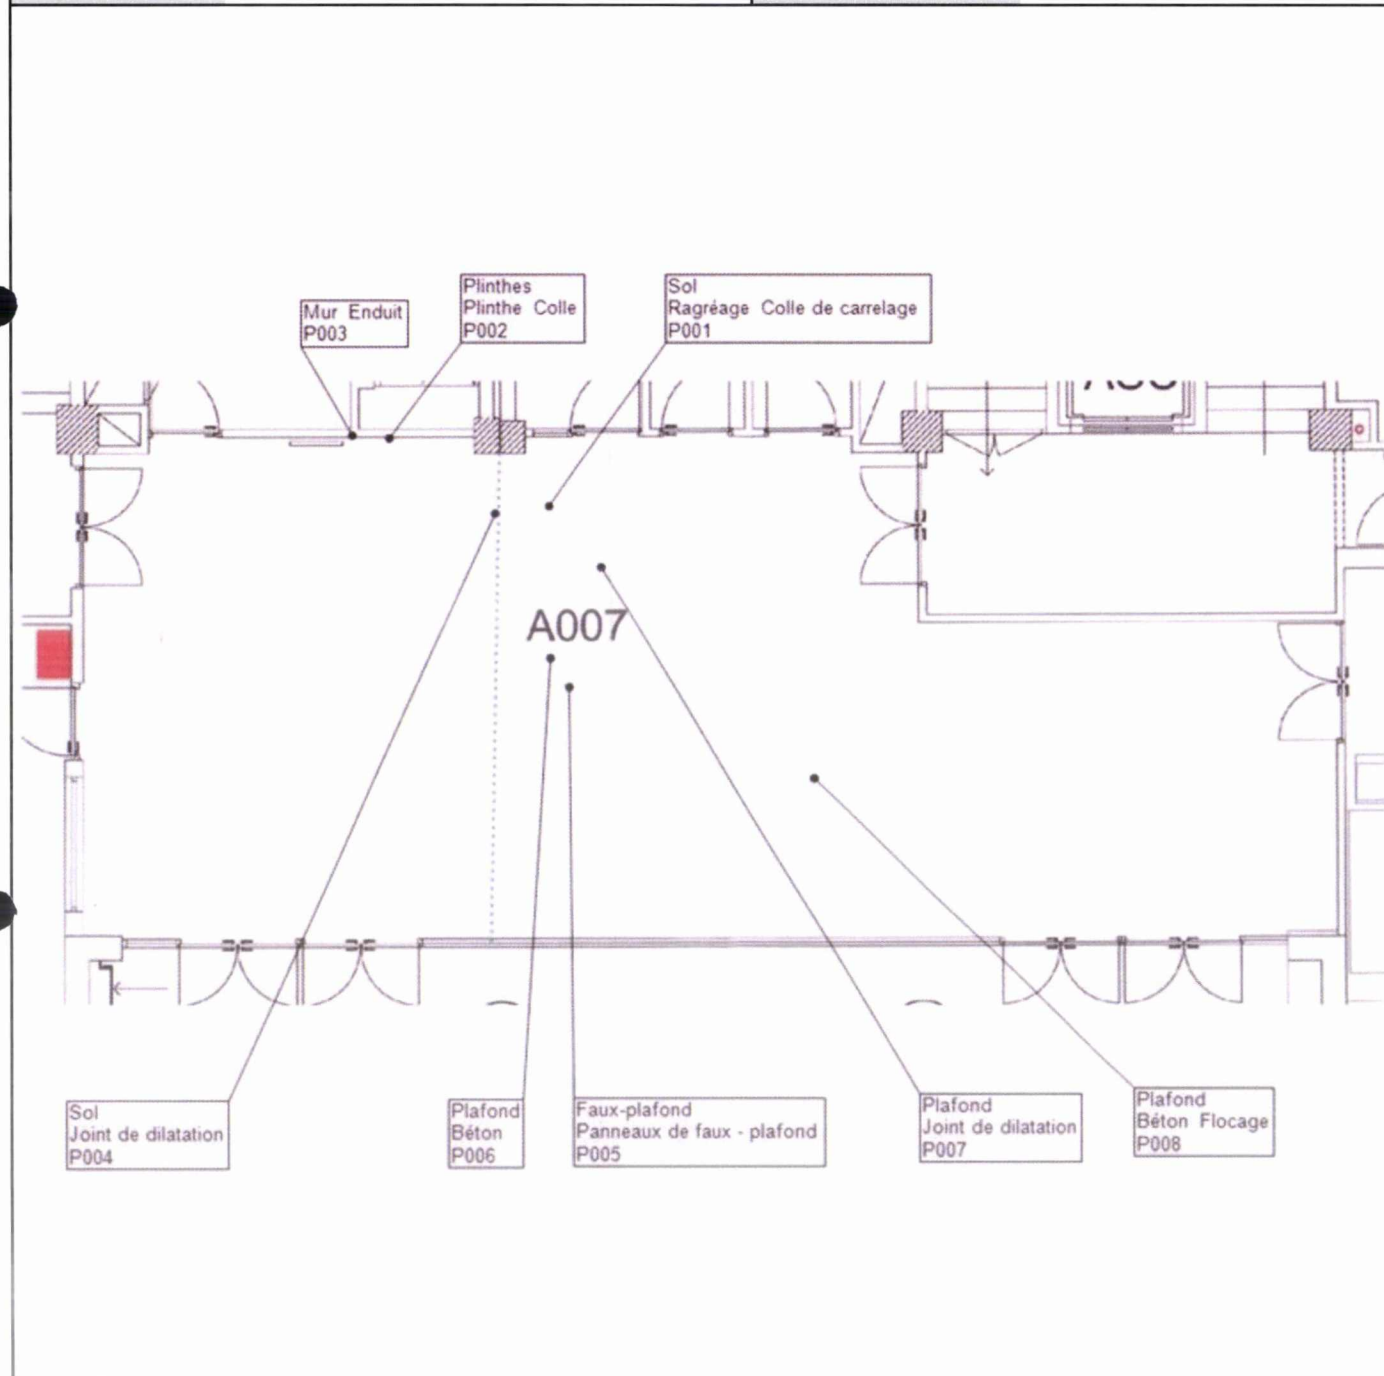 Plinthes
Plinthe Colle
P002
Sol
Ragréage Colle de carrelage
P001
Mur Enduit
P003
A007
Sol
Joint de dilatation
P004
Plafond
Béton
P006
Faux-plafond
Panneaux de faux - plafond
P005
Plafond
Joint de dilatation
P007
Plafond
Béton Flocage
P008